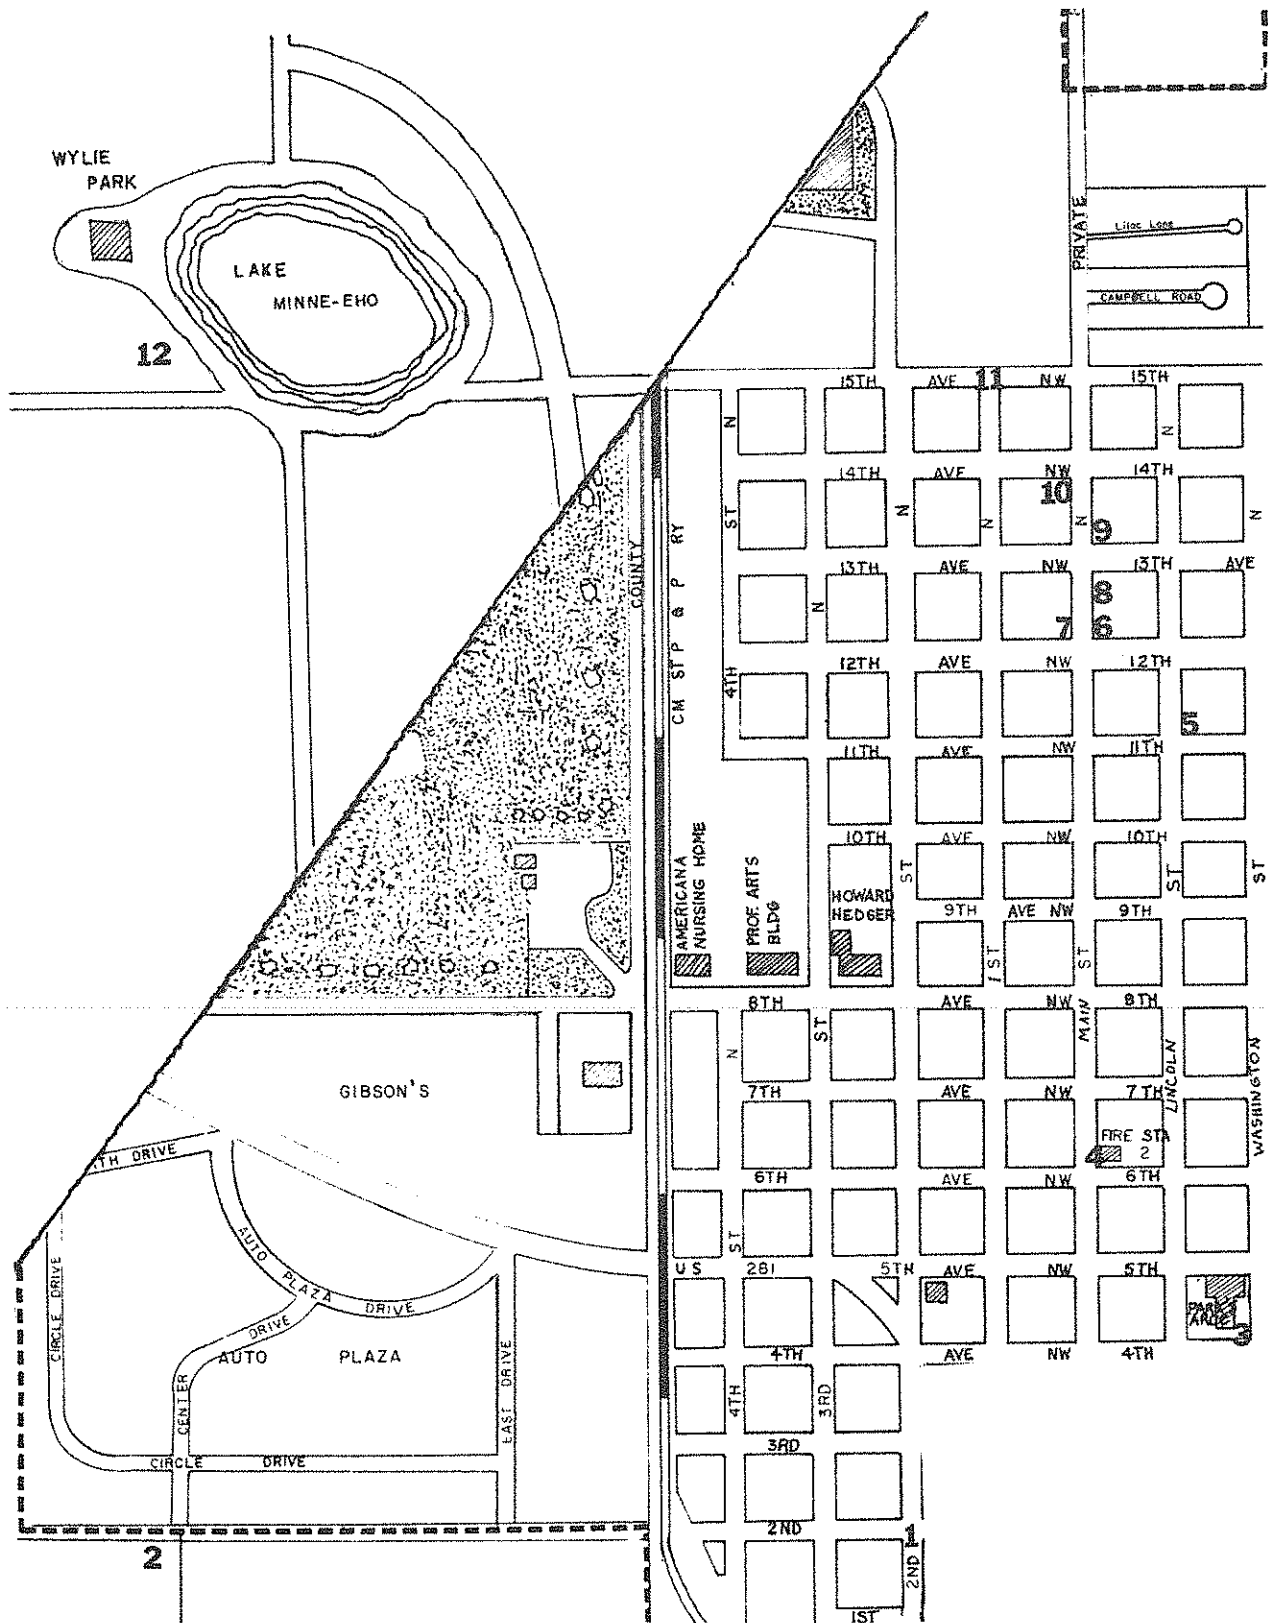 WYLIE
PARK
LAKE
MINNE-EHO
12
PRIVATE
Lilac Lane
CAMPBELL ROAD
15TH AVE 11 NW 15TH
N
N
14TH AVE NW 14TH
10
ST
N
N
N
9
N
COUNTY
CM ST P & P RY
13TH AVE NW 13TH AVE
8
N
7
6
12TH AVE NW 12TH
4TH
5
11TH AVE NW 11TH
10TH AVE NW 10TH
AMERICANA
NURSING HOME
PROF. ARTS
BLDG
HOWARD
HEDGER
ST
ST
ST
9TH AVE NW 9TH
1 ST
ST
8TH AVE NW 8TH
ST
MAIN
LINCOLN
WASHINGTON
N
GIBSON'S
7TH AVE NW 7TH
FIRE STA
2
4
TH DRIVE
6TH AVE NW 6TH
ST
CIRCLE DRIVE
AUTO PLAZA DRIVE
US 281 5TH AVE NW 5TH
3
DRIVE
CENTER
AUTO PLAZA
EAST DRIVE
4TH AVE NW 4TH
4TH
3RD
3RD
CIRCLE DRIVE
2ND
2
1
2ND
1ST